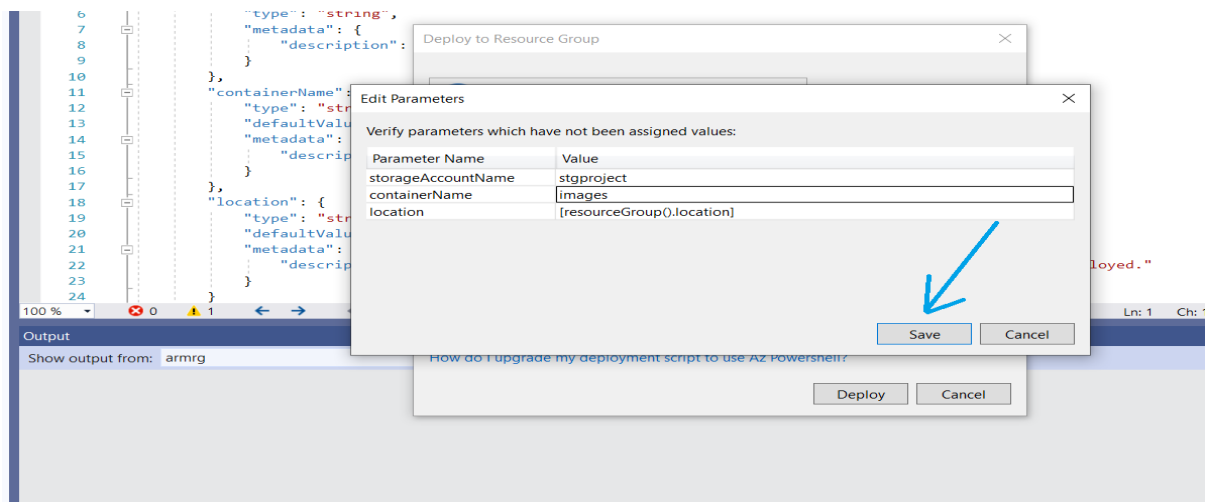 6 "type": "string",
7 "metadata": {
8 "description":
9 }
10 },
11 "containerName":
12 "type": "str
13 "defaultValu
14 "metadata":
15 "descrip
16 }
17 },
18 "location": {
19 "type": "str
20 "defaultValu
21 "metadata":
22 "descrip loyed."
23 }
24 }
Deploy to Resource Group
Edit Parameters
Verify parameters which have not been assigned values:
Parameter Name Value
storageAccountName stgproject
containerName images
location [resourceGroup().location]
Save Cancel
How do I upgrade my deployment script to use Az Powershell?
Deploy Cancel
100 % 0 1 Ln: 1 Ch: 1
Output
Show output from: armrg